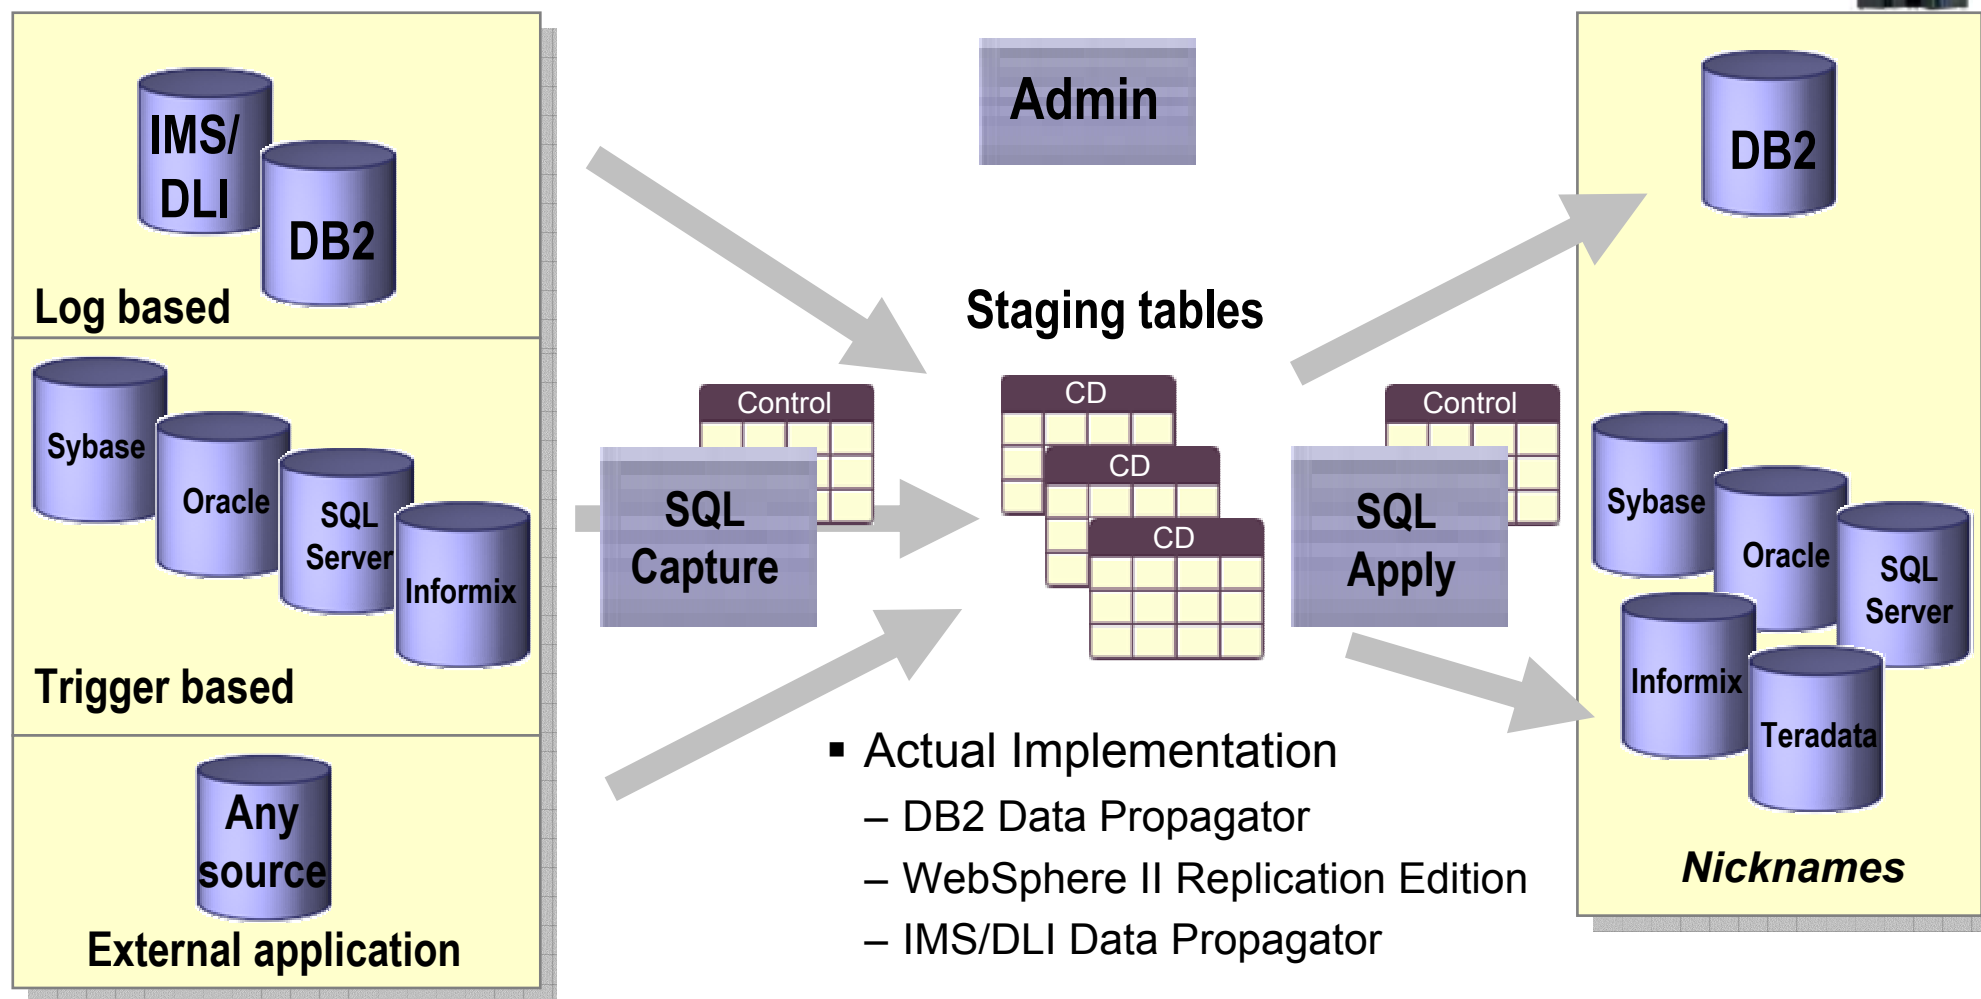 IMS/
DLI
DB2
Log based
Sybase
Oracle
SQL
Server
Informix
Trigger based
Any
source
External application
Admin
Staging tables
Control
SQL
Capture
CD
CD
CD
Control
SQL
Apply
▪ Actual Implementation
– DB2 Data Propagator
– WebSphere II Replication Edition
– IMS/DLI Data Propagator
DB2
Sybase
Oracle
SQL
Server
Informix
Teradata
Nicknames